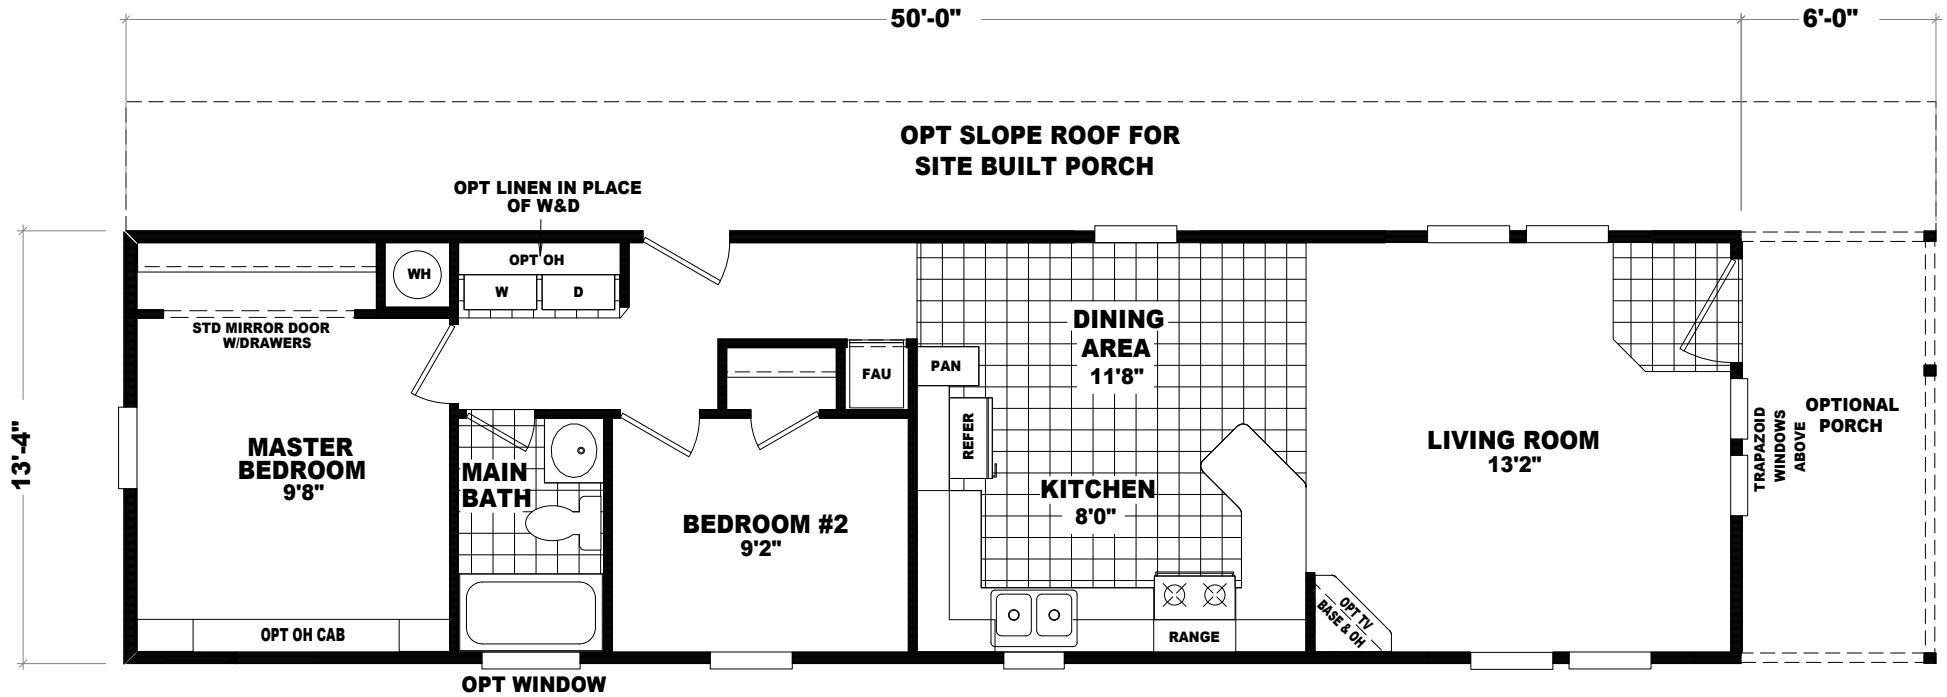 50'-0"
6'-0"
OPT SLOPE ROOF FOR
SITE BUILT PORCH
OPT LINEN IN PLACE
OF W&D
13'-4"
WH
OPT OH
W
D
STD MIRROR DOOR
W/DRAWERS
MASTER
BEDROOM
9'8"
OPT OH CAB
MAIN
BATH
OPT WINDOW
BEDROOM #2
9'2"
FAU
PAN
REFER
DINING
AREA
11'8"
KITCHEN
8'0"
RANGE
OPT TV
BASE & OH
LIVING ROOM
13'2"
TRAPAZOID
WINDOWS
ABOVE
OPTIONAL
PORCH